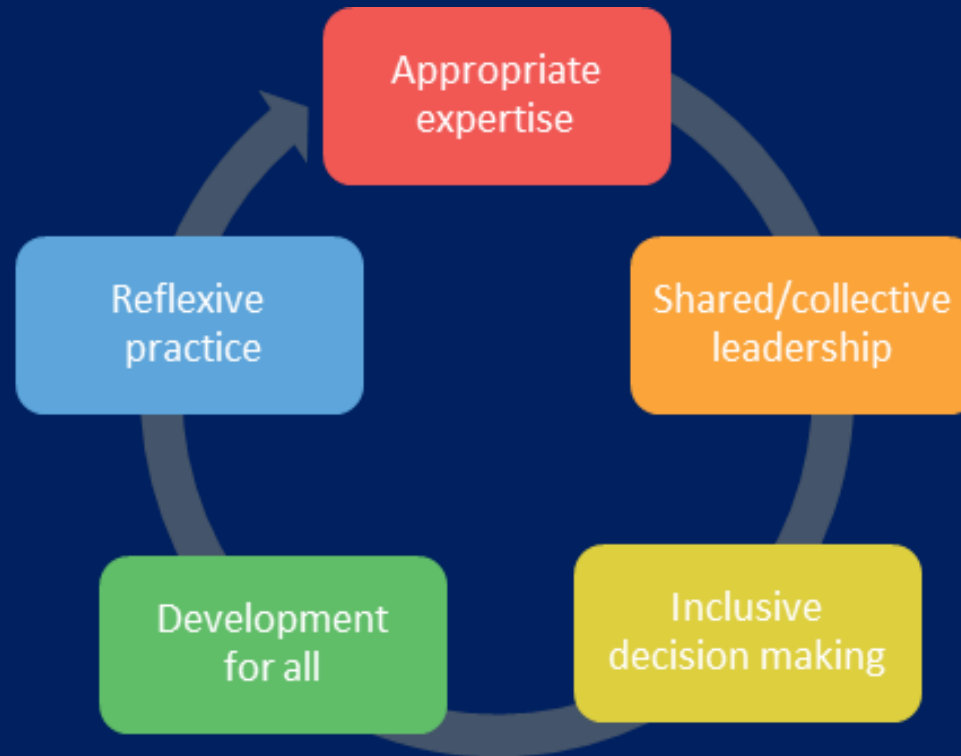 Appropriate
expertise
Shared/collective
leadership
Inclusive
decision making
Development
for all
Reflexive
practice